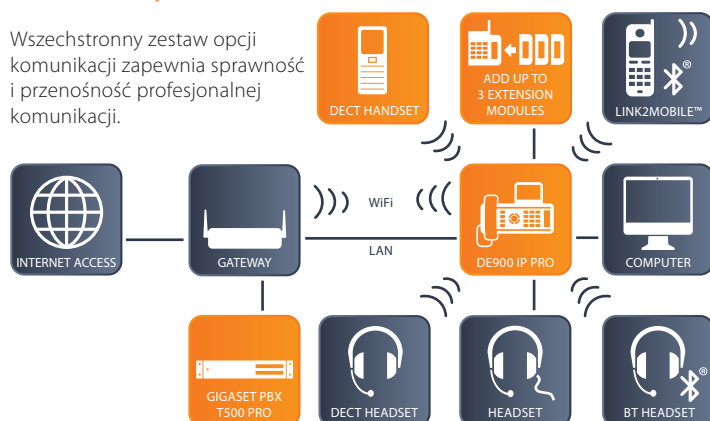 Wszechstronny zestaw opcji
komunikacji zapewnia sprawność
i przenośność profesjonalnej
komunikacji.
DECT HANDSET
ADD UP TO
3 EXTENSION
MODULES
®
LINK2MOBILE™
INTERNET ACCESS
GATEWAY
WiFi
LAN
DE900 IP PRO
COMPUTER
GIGASET PBX
T500 PRO
DECT HEADSET
HEADSET
®
BT HEADSET